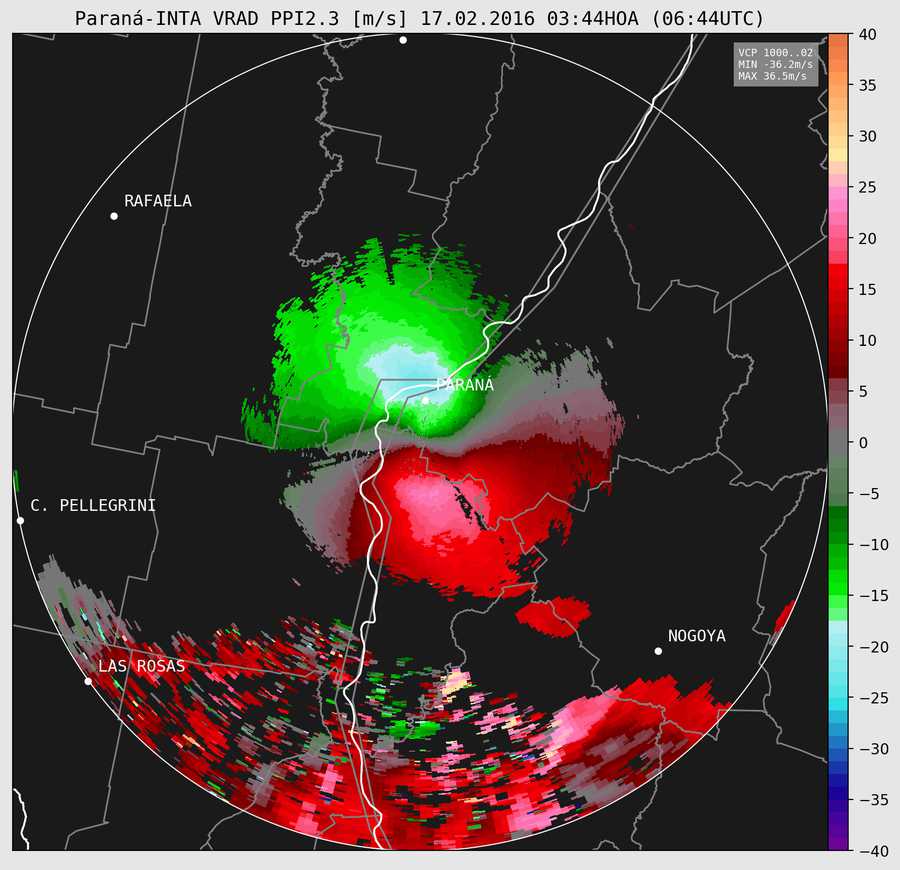 Paraná-INTA VRAD PPI2.3 [m/s] 17.02.2016 03:44HOA (06:44UTC)
VCP 1000..02
MIN -36.2m/s
MAX 36.5m/s
RAFAELA
PARANÁ
C. PELLEGRINI
NOGOYA
LAS ROSAS
40
35
30
25
20
15
10
5
0
−5
−10
−15
−20
−25
−30
−35
−40